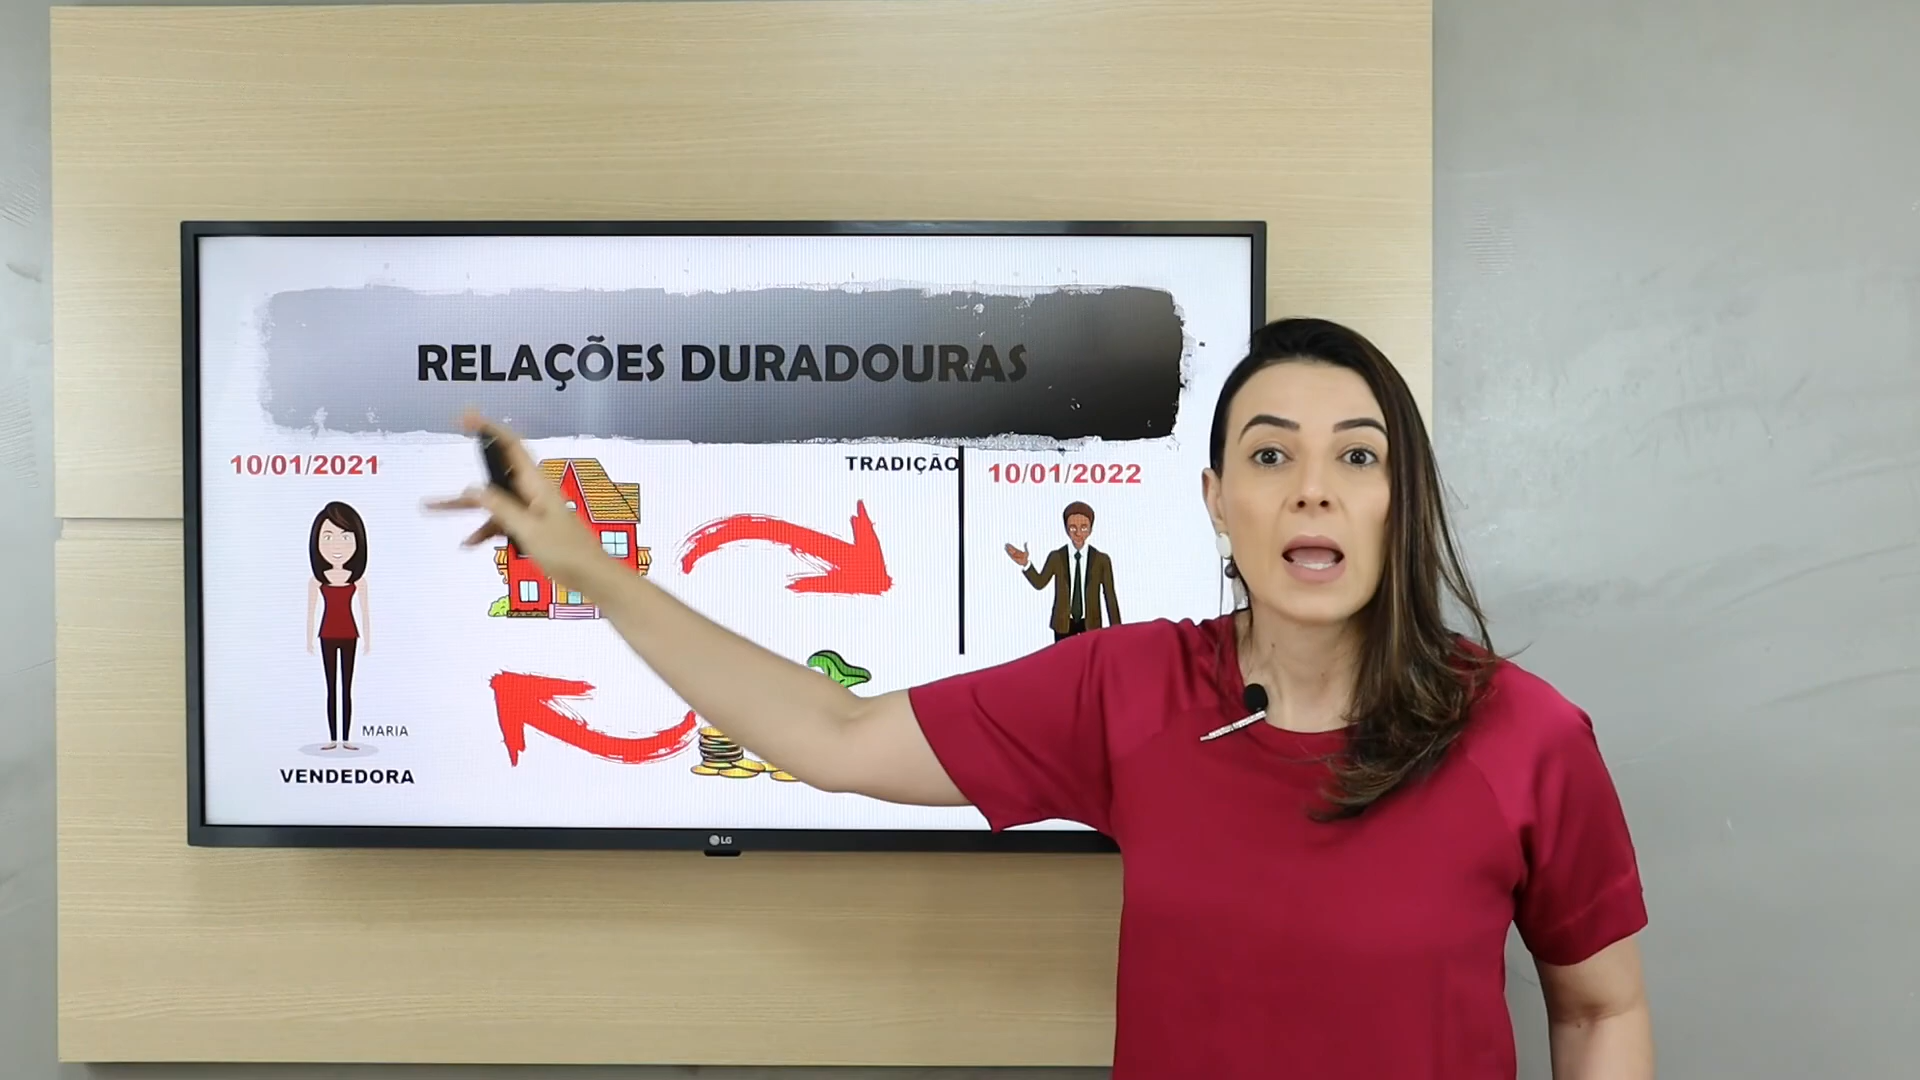 RELAÇÕES DURADOURAS
10/01/2021
TRADIÇÃO
10/01/2022
MARIA
VENDEDORA
LG